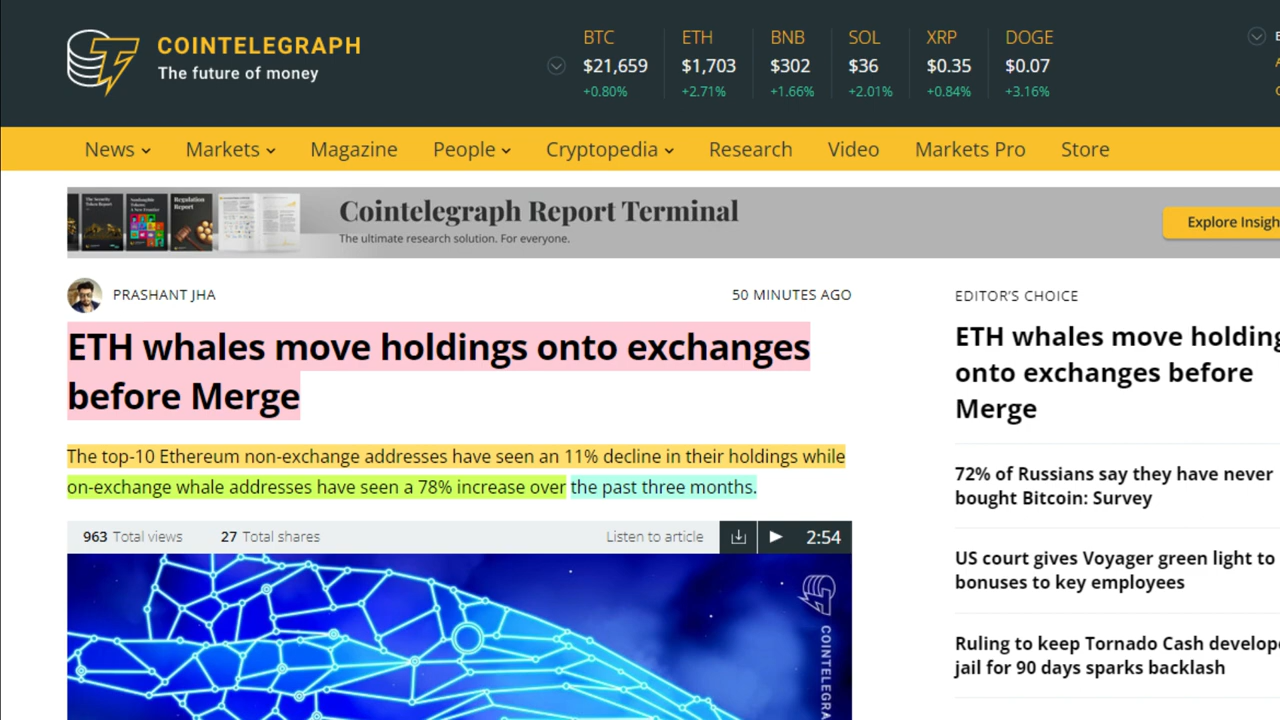 COINTELEGRAPH
The future of money
BTC
$21,659
+0.80%
ETH
$1,703
+2.71%
BNB
$302
+1.66%
SOL
$36
+2.01%
XRP
$0.35
+0.84%
DOGE
$0.07
+3.16%
News
Markets
Magazine
People
Cryptopedia
Research
Video
Markets Pro
Store
Regulation
Report
Cointelegraph Report Terminal
The ultimate research solution. For everyone.
Explore Insigh
PRASHANT JHA
50 MINUTES AGO
ETH whales move holdings onto exchanges
before Merge
The top-10 Ethereum non-exchange addresses have seen an 11% decline in their holdings while
on-exchange whale addresses have seen a 78% increase over the past three months.
963 Total views
27 Total shares
Listen to article
2:54
COINTELEGRA
EDITOR'S CHOICE
ETH whales move holding
onto exchanges before
Merge
72% of Russians say they have never
bought Bitcoin: Survey
US court gives Voyager green light to
bonuses to key employees
Ruling to keep Tornado Cash develope
jail for 90 days sparks backlash